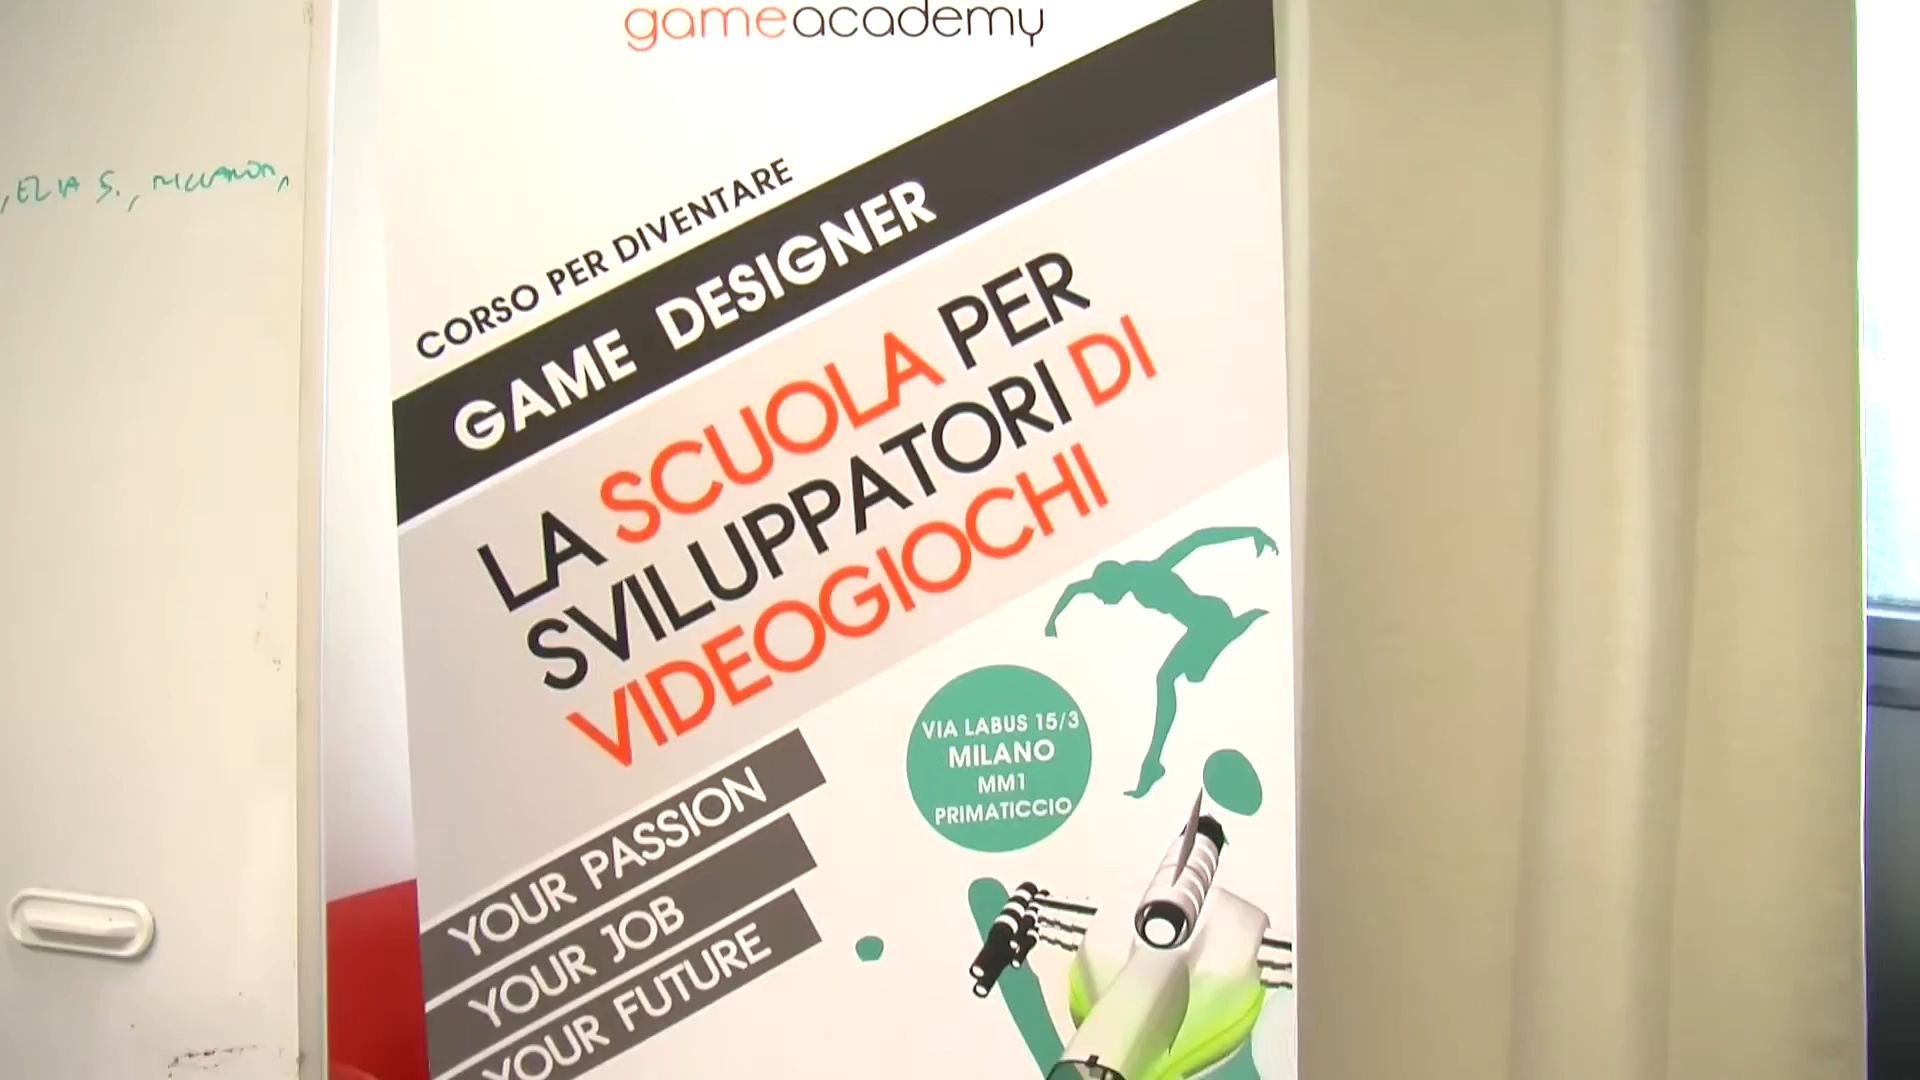 gameacademy
, ELIA S.,
CORSO PER DIVENTARE
GAME DESIGNER
LA SCUOLA PER
SVILUPPATORI DI
VIDEOGIOCHI
VIA LABUS 15/3
MILANO
MM1
PRIMATICCIO
YOUR PASSION
YOUR JOB
YOUR FUTURE